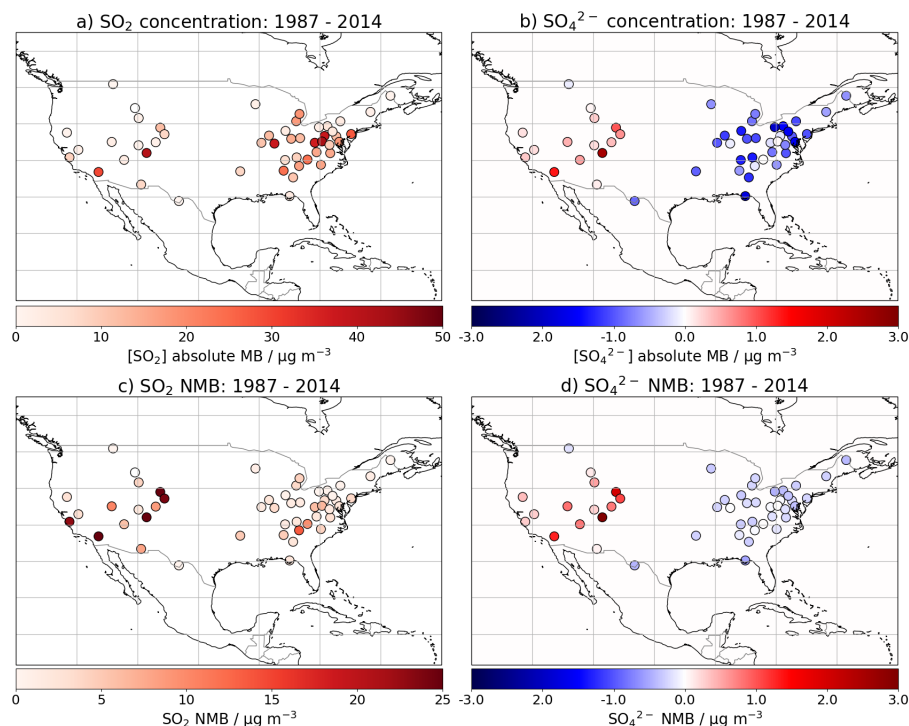 a) SO₂ concentration: 1987 - 2014
b) SO₄²⁻ concentration: 1987 - 2014
0 10 20 30 40 50
[SO₂] absolute MB / μg m⁻³
-3.0 -2.0 -1.0 0.0 1.0 2.0 3.0
[SO₄²⁻] absolute MB / μg m⁻³
c) SO₂ NMB: 1987 - 2014
d) SO₄²⁻ NMB: 1987 - 2014
0 5 10 15 20 25
SO₂ NMB / μg m⁻³
-3.0 -2.0 -1.0 0.0 1.0 2.0 3.0
SO₄²⁻ NMB / μg m⁻³